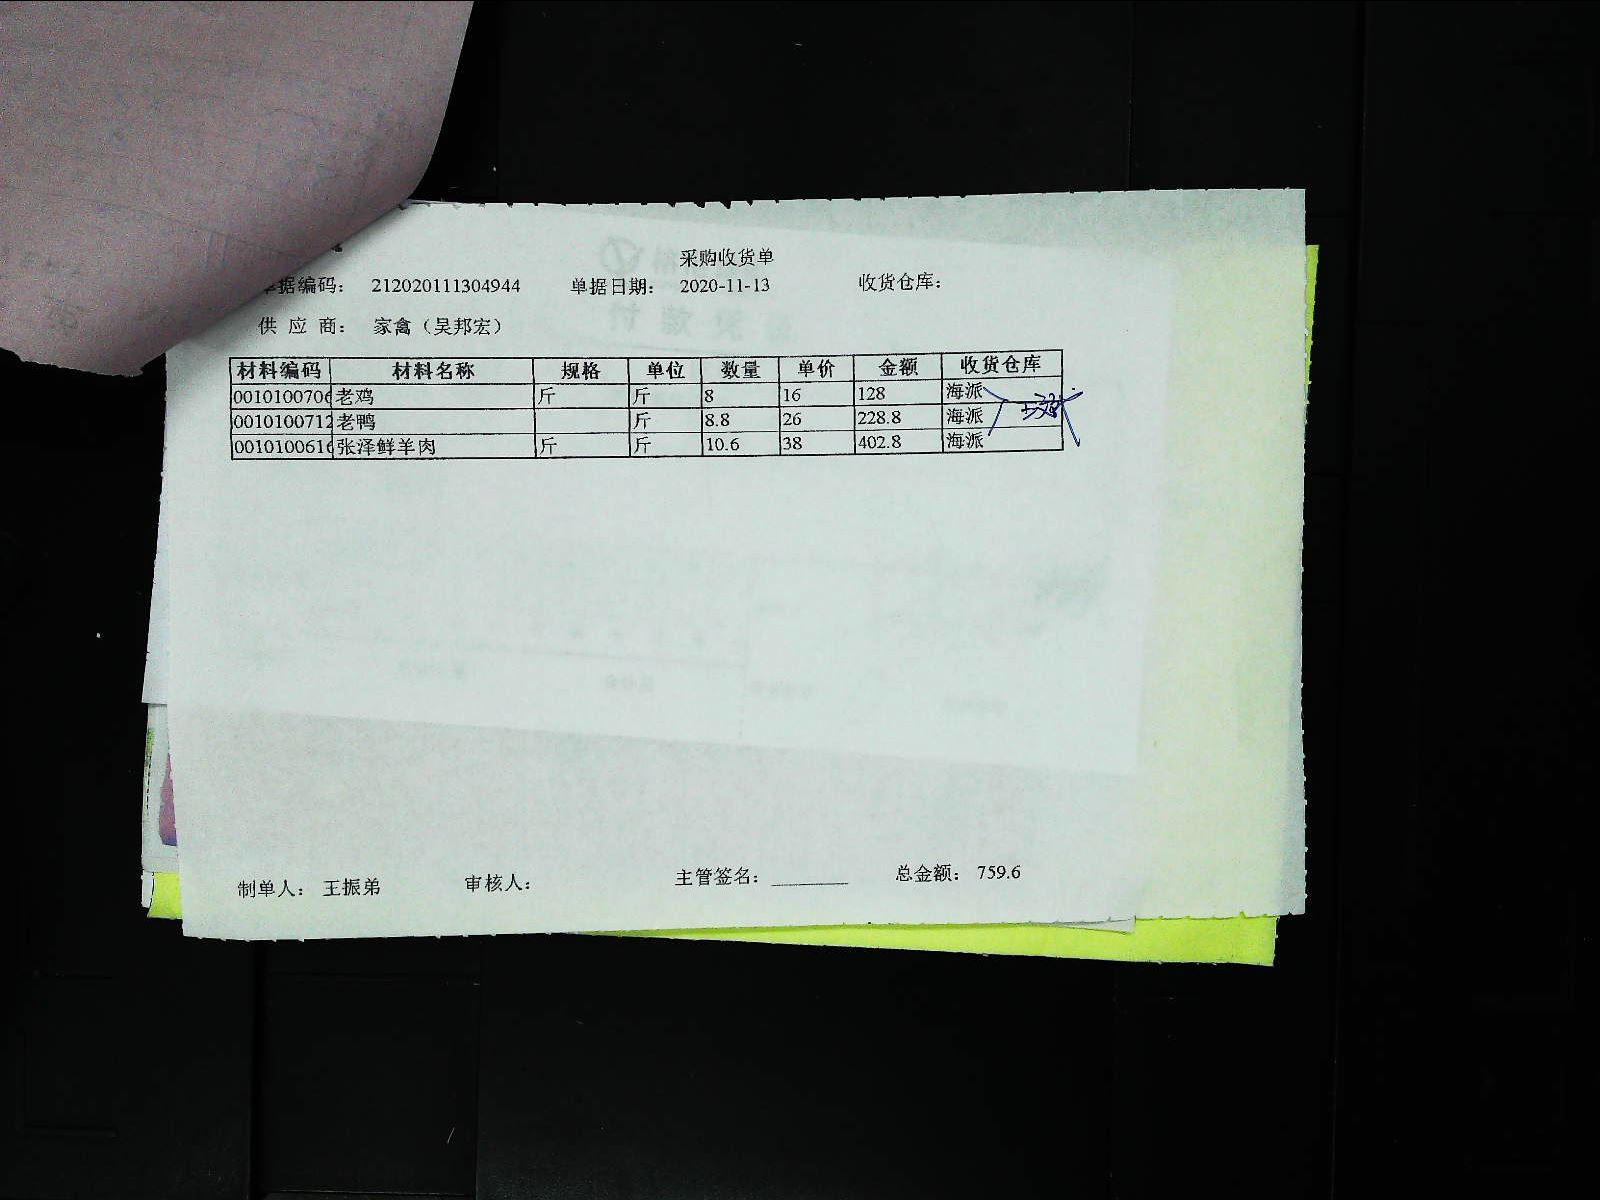 采购收货单
单据编码: 212020111304944 单据日期: 2020-11-13 收货仓库:
供 应 商: 家禽（吴邦宏）
材料编码 材料名称 规格 单位 数量 单价 金额 收货仓库
0010100706 老鸡 斤 斤 8 16 128 海派
0010100712 老鸭 斤 8.8 26 228.8 海派
0010100616 张泽鲜羊肉 斤 斤 10.6 38 402.8 海派
制单人: 王振弟 审核人: 主管签名: ________ 总金额: 759.6